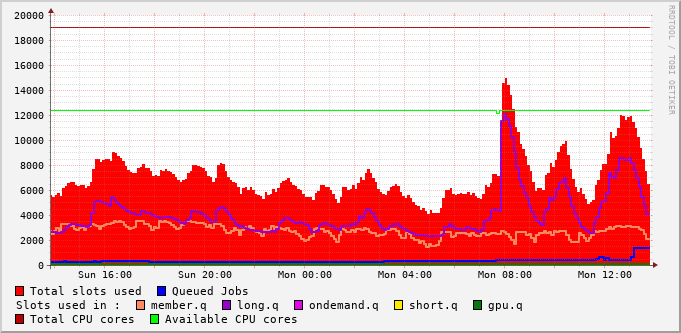 20000
18000
16000
14000
12000
10000
8000
6000
4000
2000
0
Sun 16:00 Sun 20:00 Mon 00:00 Mon 04:00 Mon 08:00 Mon 12:00
RRDTOOL / TOBI OETIKER
Total slots used Queued Jobs
Slots used in : member.q long.q ondemand.q short.q gpu.q
Total CPU cores Available CPU cores